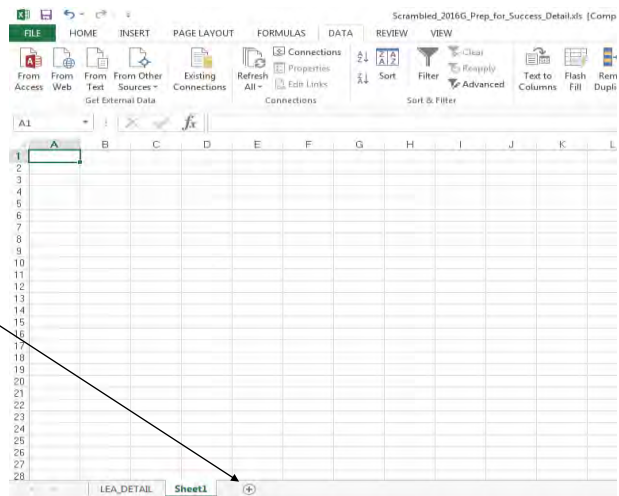 Scrambled_2016G_Prep_for_Success_Detail.xls [Comp
FILE HOME INSERT PAGE LAYOUT FORMULAS DATA REVIEW VIEW
From Access
From Web
From Text
From Other Sources
Existing Connections
Get External Data
Refresh All
Connections
Properties
Edit Links
Connections
A Z
Z A
Z A A Z
Sort
Filter
Clear
Reapply
Advanced
Sort & Filter
Text to Columns
Flash Fill
Rem
Dupli
A1 fx
A B C D E F G H I J K L
1
2
3
4
5
6
7
8
9
10
11
12
13
14
15
16
17
18
19
20
21
22
23
24
25
26
27
28
LEA_DETAIL Sheet1